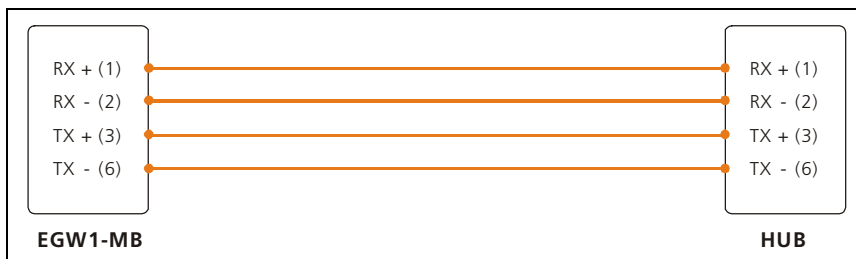 RX + (1) RX + (1)
RX - (2) RX - (2)
TX + (3) TX + (3)
TX - (6) TX - (6)
EGW1-MB HUB